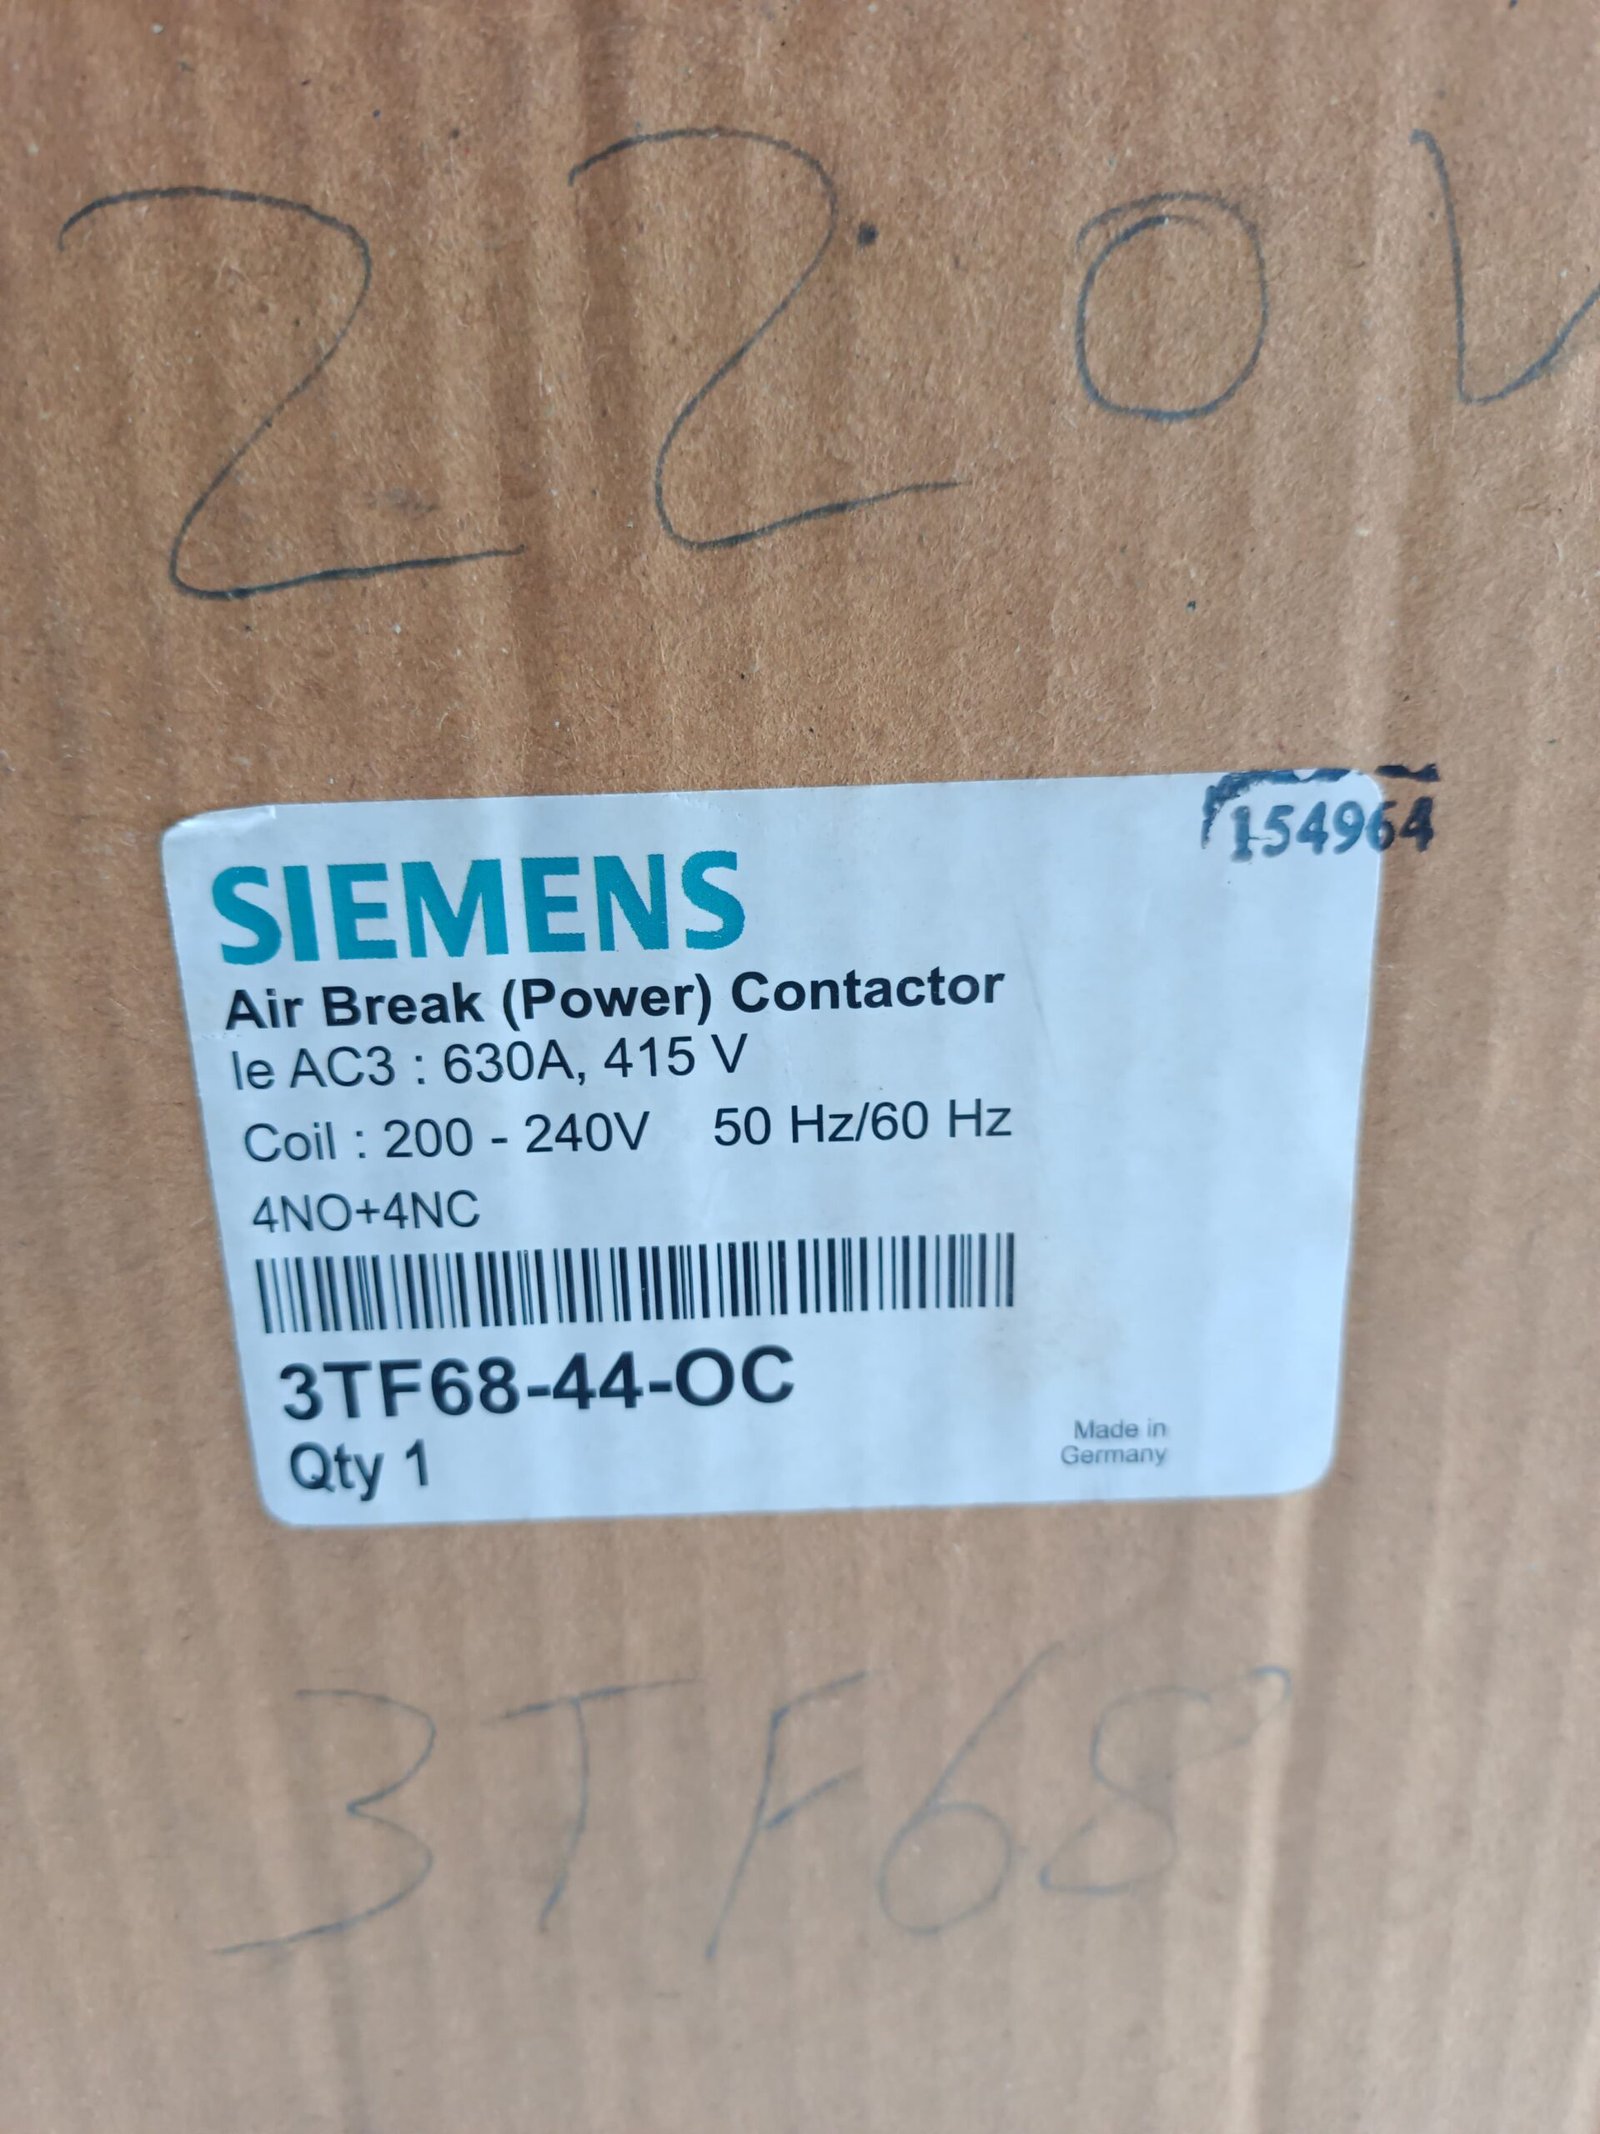 220V
154964
SIEMENS
Air Break (Power) Contactor
Ie AC3 : 630A, 415 V
Coil : 200 - 240V 50 Hz/60 Hz
4NO+4NC
3TF68-44-OC
Qty 1
Made in
Germany
3TF68